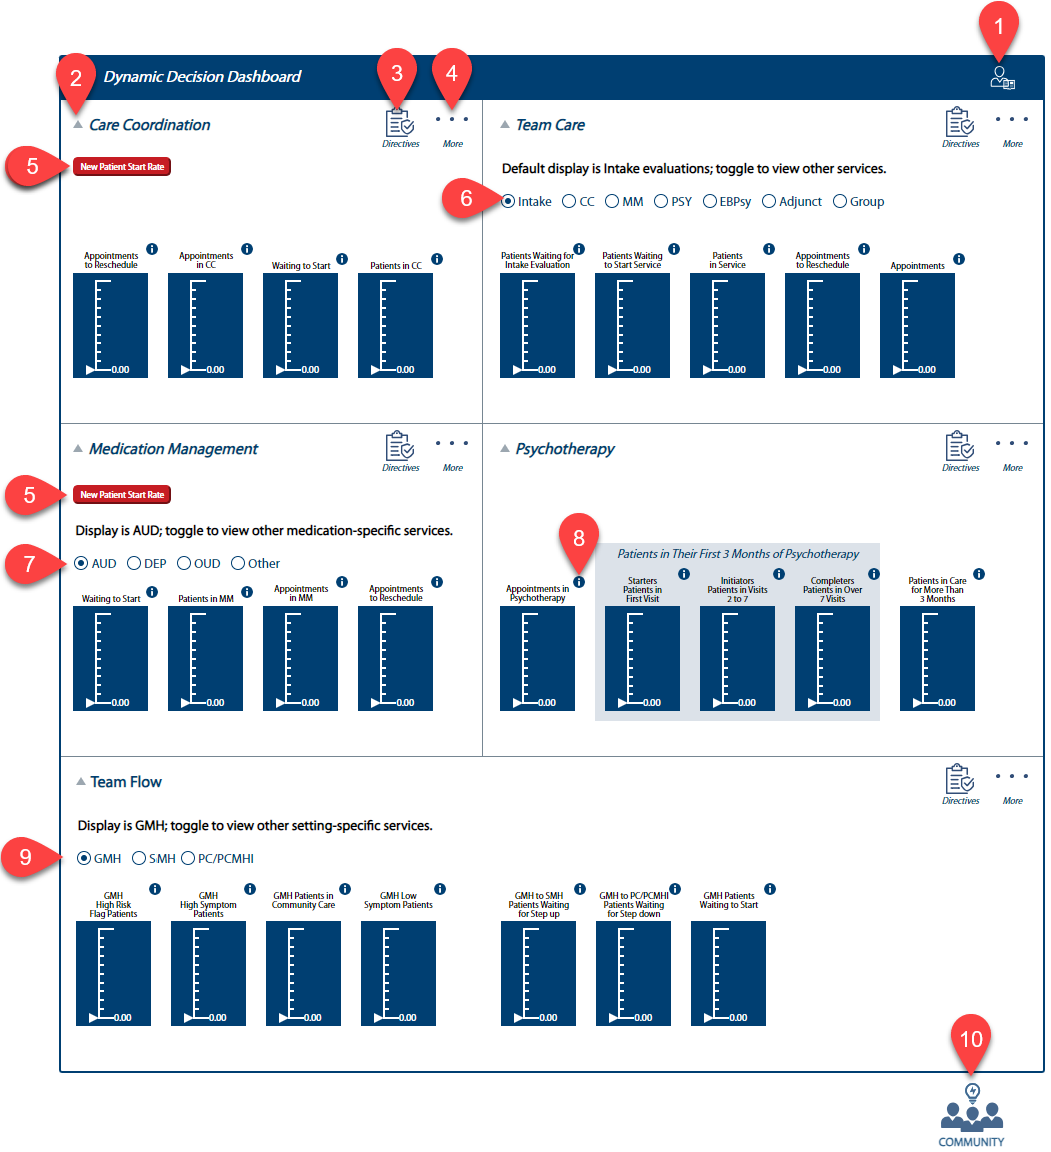 1
Dynamic Decision Dashboard
2
3
4
Care Coordination
Directives
More
Team Care
Directives
More
5
New Patient Start Rate
Default display is Intake evaluations; toggle to view other services.
6
Intake CC MM PSY EBPsy Adjunct Group
Appointments
to Reschedule
Appointments
in CC
Waiting to Start
Patients in CC
0.00
0.00
0.00
0.00
Patients Waiting for
Intake Evaluation
Patients Waiting
to Start Service
Patients
in Service
Appointments
to Reschedule
Appointments
0.00
0.00
0.00
0.00
0.00
Medication Management
Directives
More
5
New Patient Start Rate
Display is AUD; toggle to view other medication-specific services.
7
AUD DEP OUD Other
Waiting to Start
Patients in MM
Appointments
in MM
Appointments
to Reschedule
0.00
0.00
0.00
0.00
Psychotherapy
Directives
More
8
Patients in Their First 3 Months of Psychotherapy
Appointments in
Psychotherapy
Starters
Patients in
First Visit
Initiators
Patients in Visits
2 to 7
Completers
Patients in Over
7 Visits
Patients in Care
for More Than
3 Months
0.00
0.00
0.00
0.00
0.00
Team Flow
Directives
More
Display is GMH; toggle to view other setting-specific services.
9
GMH SMH PC/PCMHI
GMH
High Risk
Flag Patients
GMH
High Symptom
Patients
GMH Patients in
Community Care
GMH Low
Symptom Patients
GMH to SMH
Patients Waiting
for Step up
GMH to PC/PCMHI
Patients Waiting
for Step down
GMH Patients
Waiting to Start
0.00
0.00
0.00
0.00
0.00
0.00
0.00
10
COMMUNITY